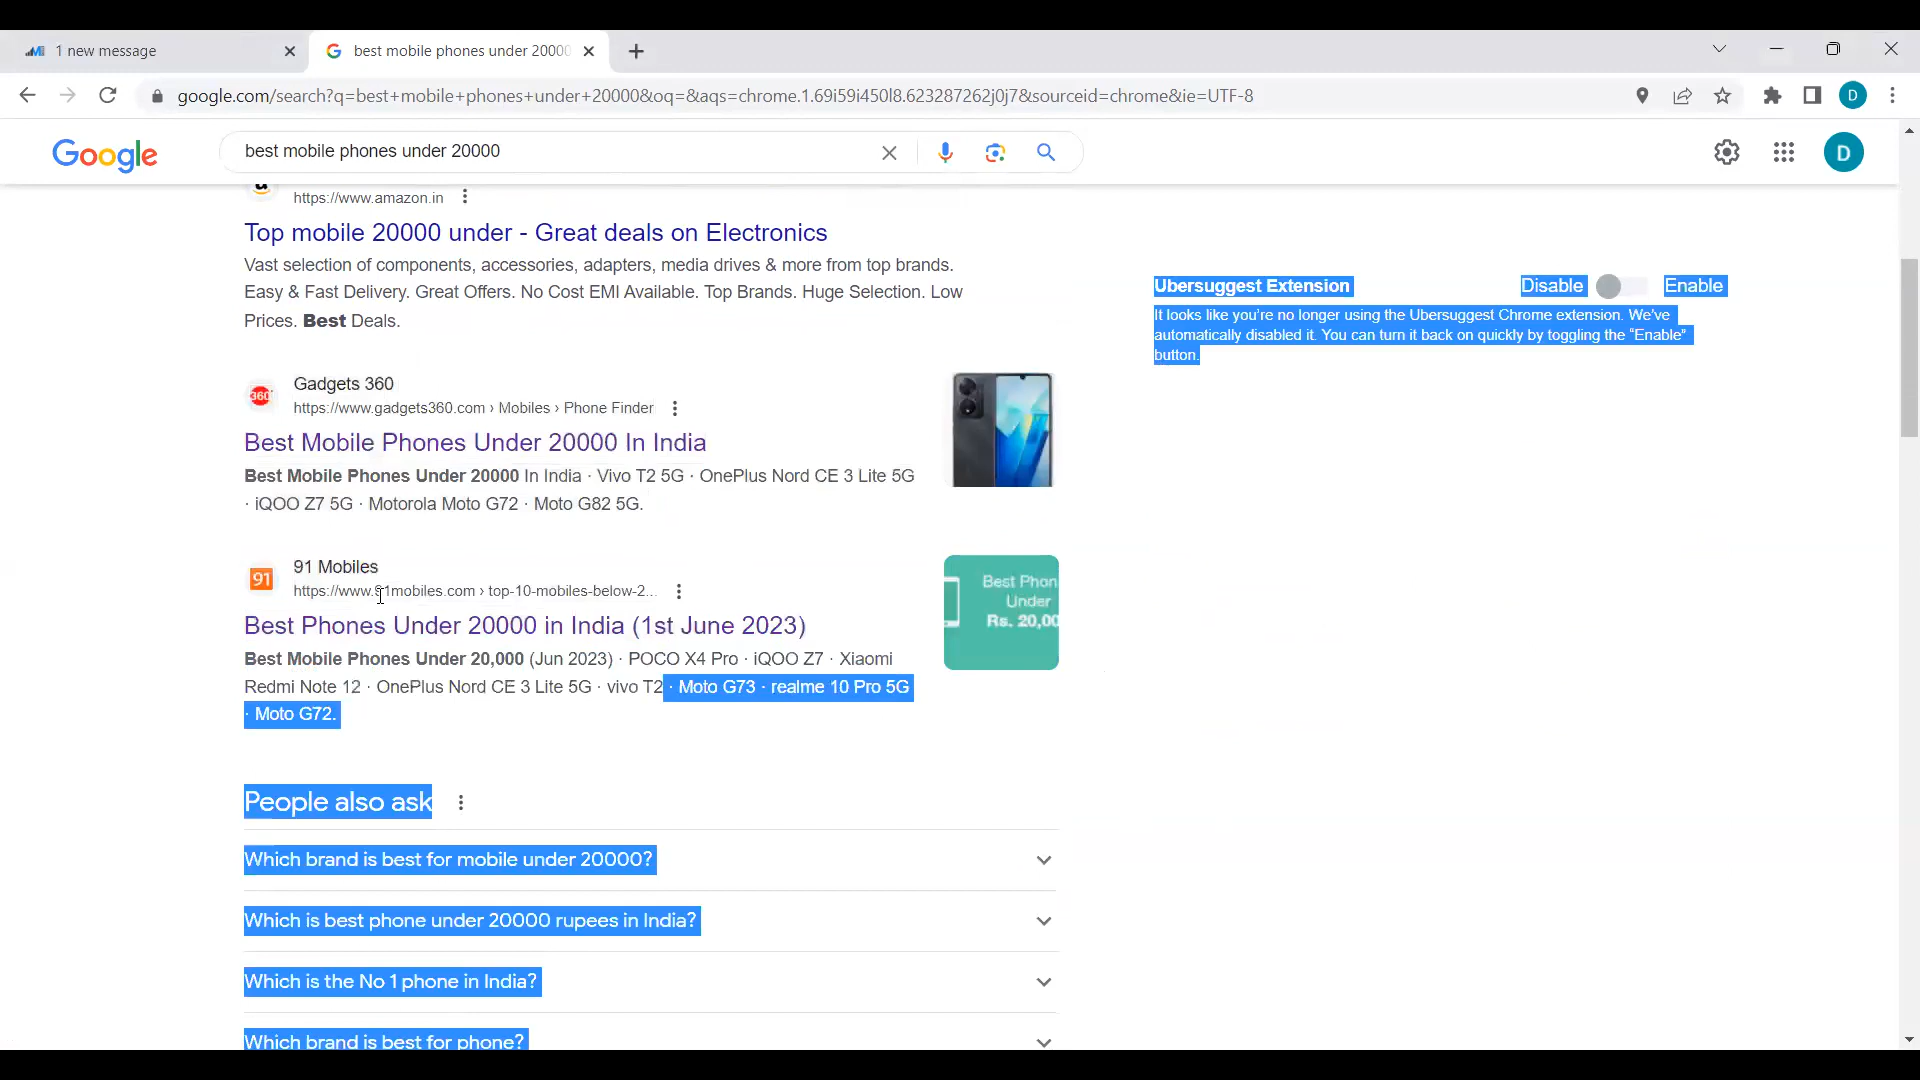 1 new message
best mobile phones under 20000
google.com/search?q=best+mobile+phones+under+20000&oq=&aqs=chrome.1.69i59i450l8.623287262j0j7&sourceid=chrome&ie=UTF-8
D
Google
best mobile phones under 20000
D
https://www.amazon.in
Top mobile 20000 under - Great deals on Electronics
Vast selection of components, accessories, adapters, media drives & more from top brands.
Easy & Fast Delivery. Great Offers. No Cost EMI Available. Top Brands. Huge Selection. Low
Prices. Best Deals.
Ubersuggest Extension
Disable
Enable
It looks like you're no longer using the Ubersuggest Chrome extension. We've
automatically disabled it. You can turn it back on quickly by toggling the "Enable"
button.
360
Gadgets 360
https://www.gadgets360.com › Mobiles › Phone Finder
Best Mobile Phones Under 20000 In India
Best Mobile Phones Under 20000 In India · Vivo T2 5G · OnePlus Nord CE 3 Lite 5G
· iQOO Z7 5G · Motorola Moto G72 · Moto G82 5G.
91
91 Mobiles
https://www.91mobiles.com › top-10-mobiles-below-2...
Best Phones Under 20000 in India (1st June 2023)
Best Mobile Phones Under 20,000 (Jun 2023) · POCO X4 Pro · iQOO Z7 · Xiaomi
Redmi Note 12 · OnePlus Nord CE 3 Lite 5G · vivo T2 · Moto G73 · realme 10 Pro 5G
· Moto G72.
Best Phon
Under
Rs. 20,00
People also ask
Which brand is best for mobile under 20000?
Which is best phone under 20000 rupees in India?
Which is the No 1 phone in India?
Which brand is best for phone?